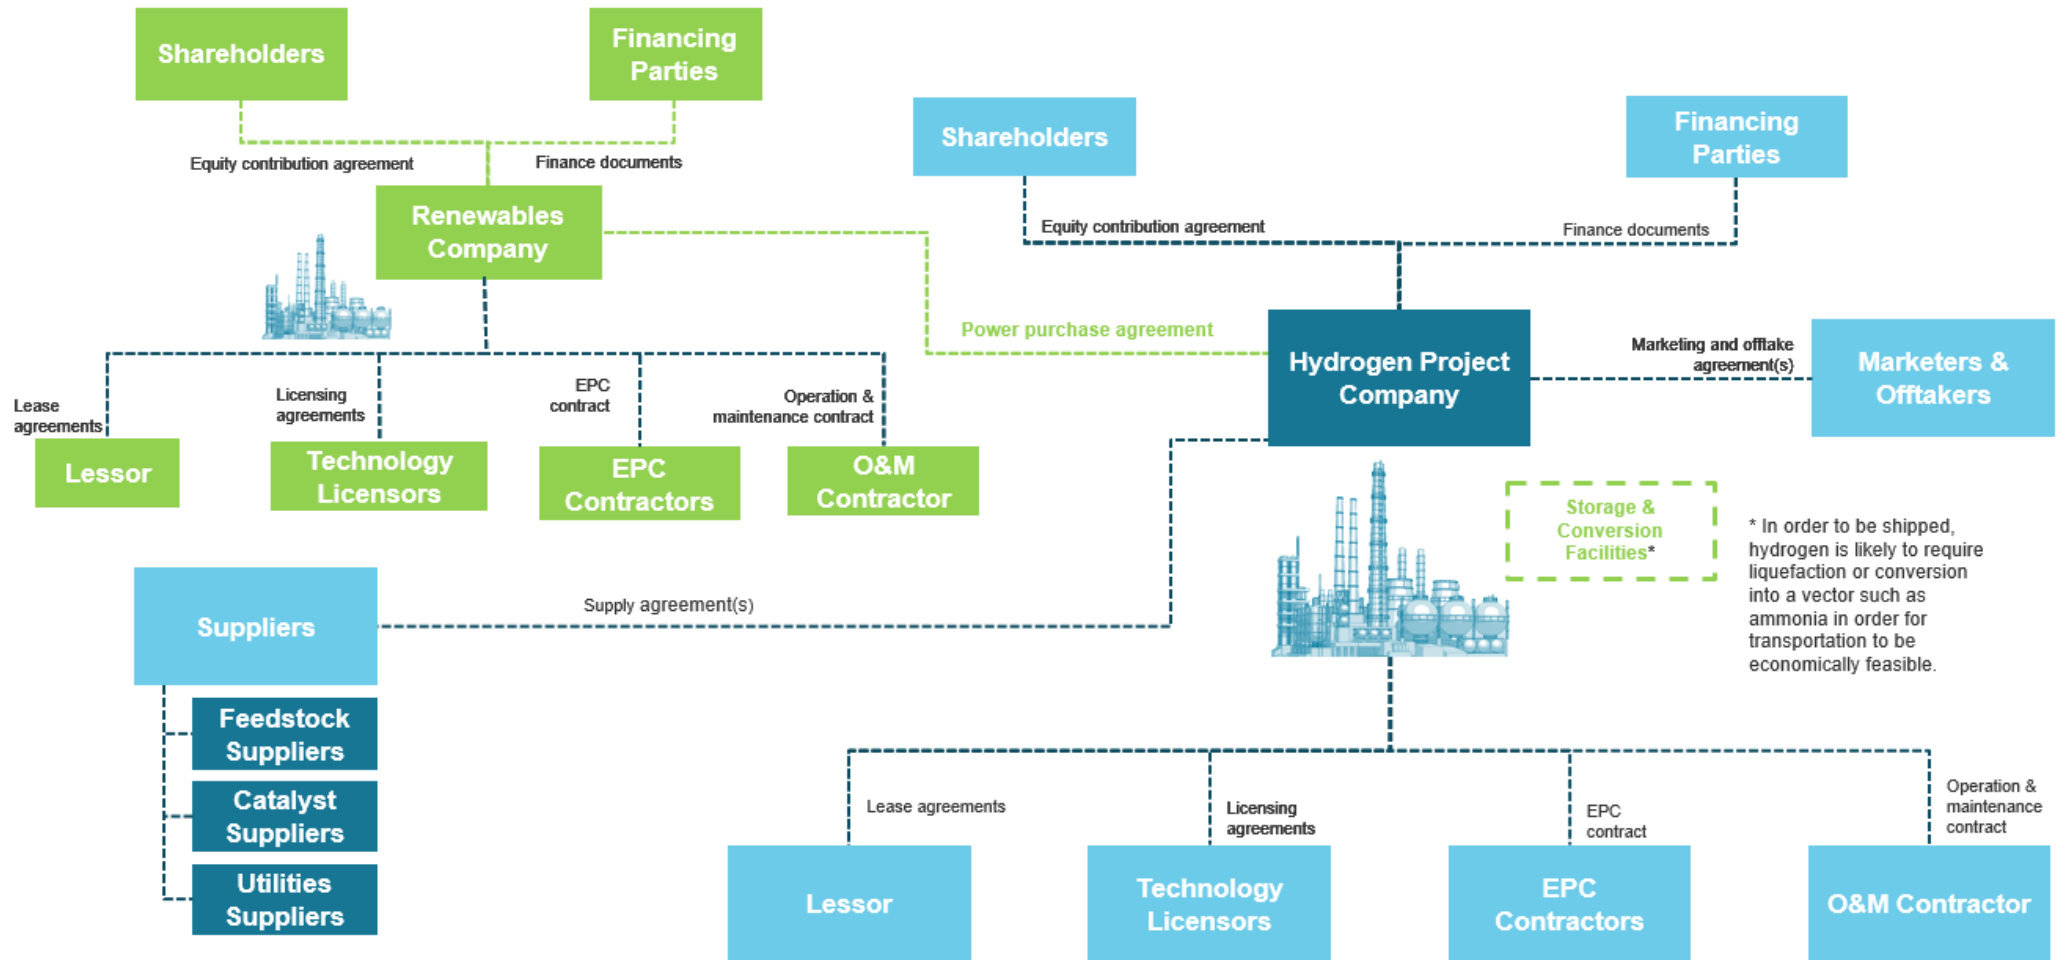 Shareholders
Financing
Parties
Equity contribution agreement
Finance documents
Renewables
Company
Lease
agreements
Licensing
agreements
EPC
contract
Operation &
maintenance contract
Lessor
Technology
Licensors
EPC
Contractors
O&M
Contractor
Power purchase agreement
Shareholders
Financing
Parties
Equity contribution agreement
Finance documents
Hydrogen Project
Company
Marketing and offtake
agreement(s)
Marketers &
Offtakers
Storage &
Conversion
Facilities*
* In order to be shipped,
hydrogen is likely to require
liquefaction or conversion
into a vector such as
ammonia in order for
transportation to be
economically feasible.
Suppliers
Supply agreement(s)
Feedstock
Suppliers
Catalyst
Suppliers
Utilities
Suppliers
Lease agreements
Licensing
agreements
EPC
contract
Operation &
maintenance
contract
Lessor
Technology
Licensors
EPC
Contractors
O&M Contractor